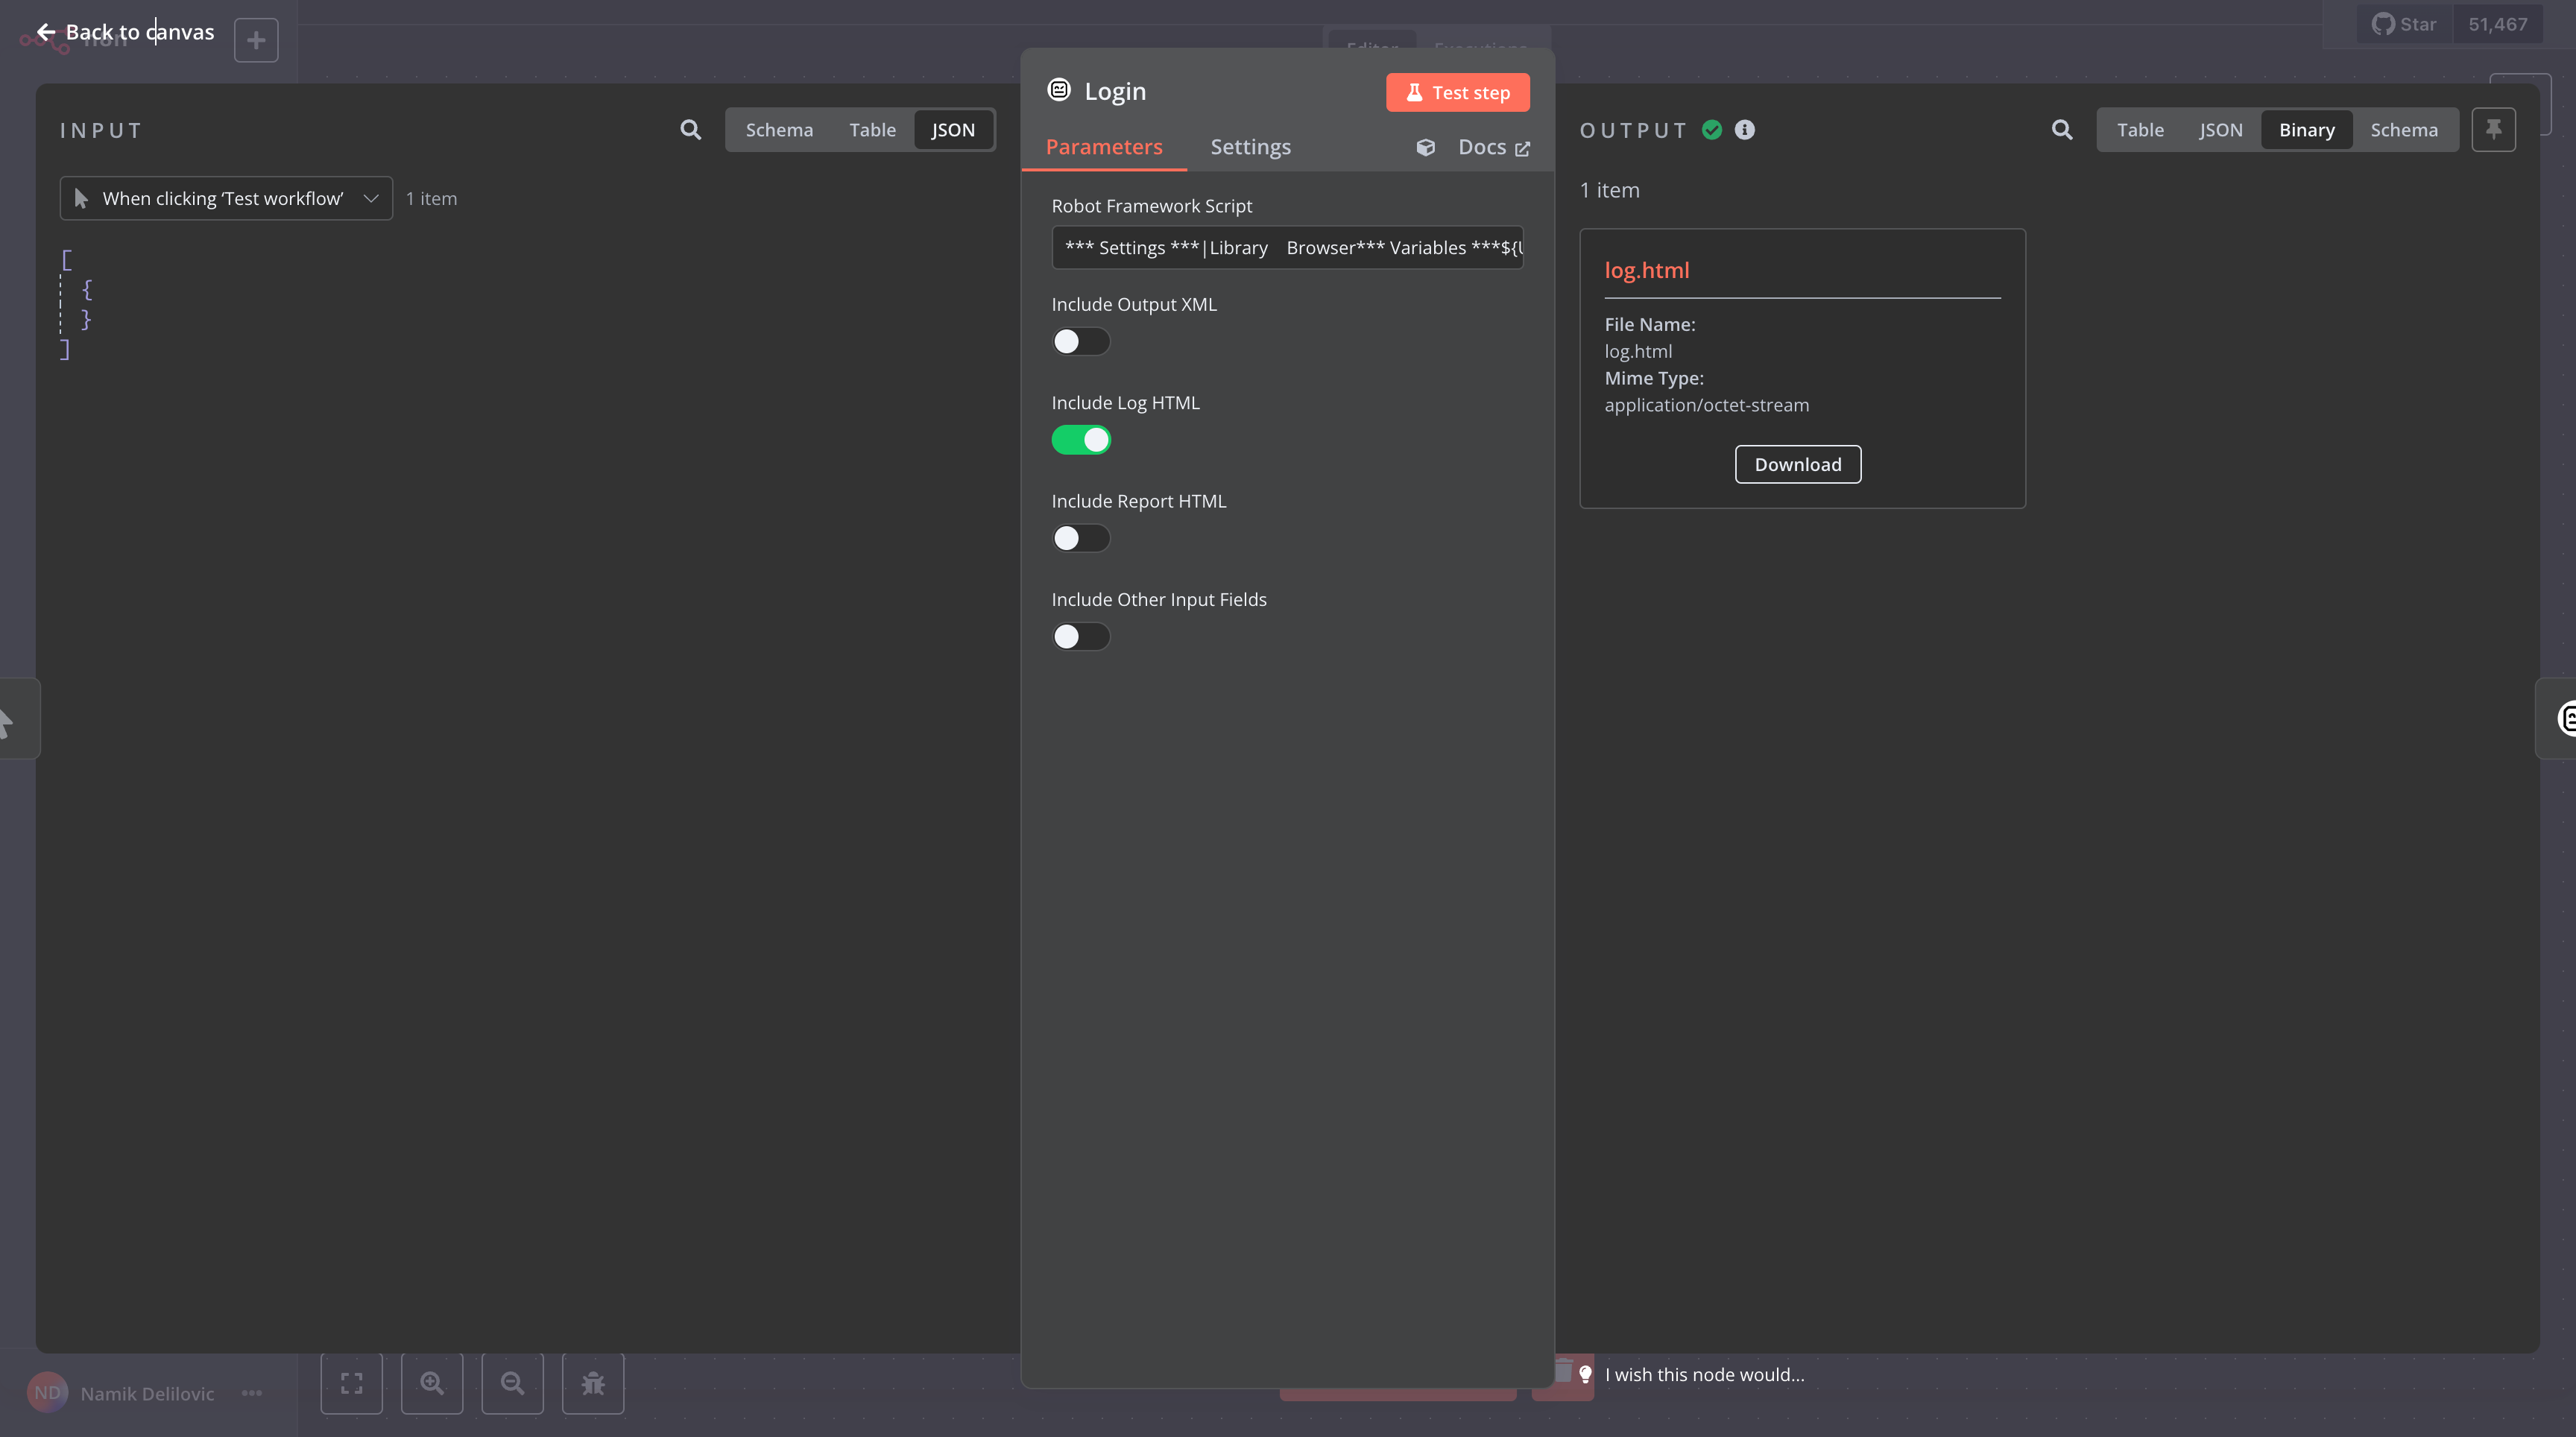 Back to canvas
n8n
Editor Executions
Star 51,467
INPUT
Schema Table JSON
When clicking ‘Test workflow’ 1 item
[
{
}
]
Login
Test step
Parameters Settings Docs
Robot Framework Script
*** Settings ***|Library Browser*** Variables ***${
Include Output XML
Include Log HTML
Include Report HTML
Include Other Input Fields
OUTPUT
Table JSON Binary Schema
1 item
log.html
File Name:
log.html
Mime Type:
application/octet-stream
Download
ND Namik Delilovic
I wish this node would...